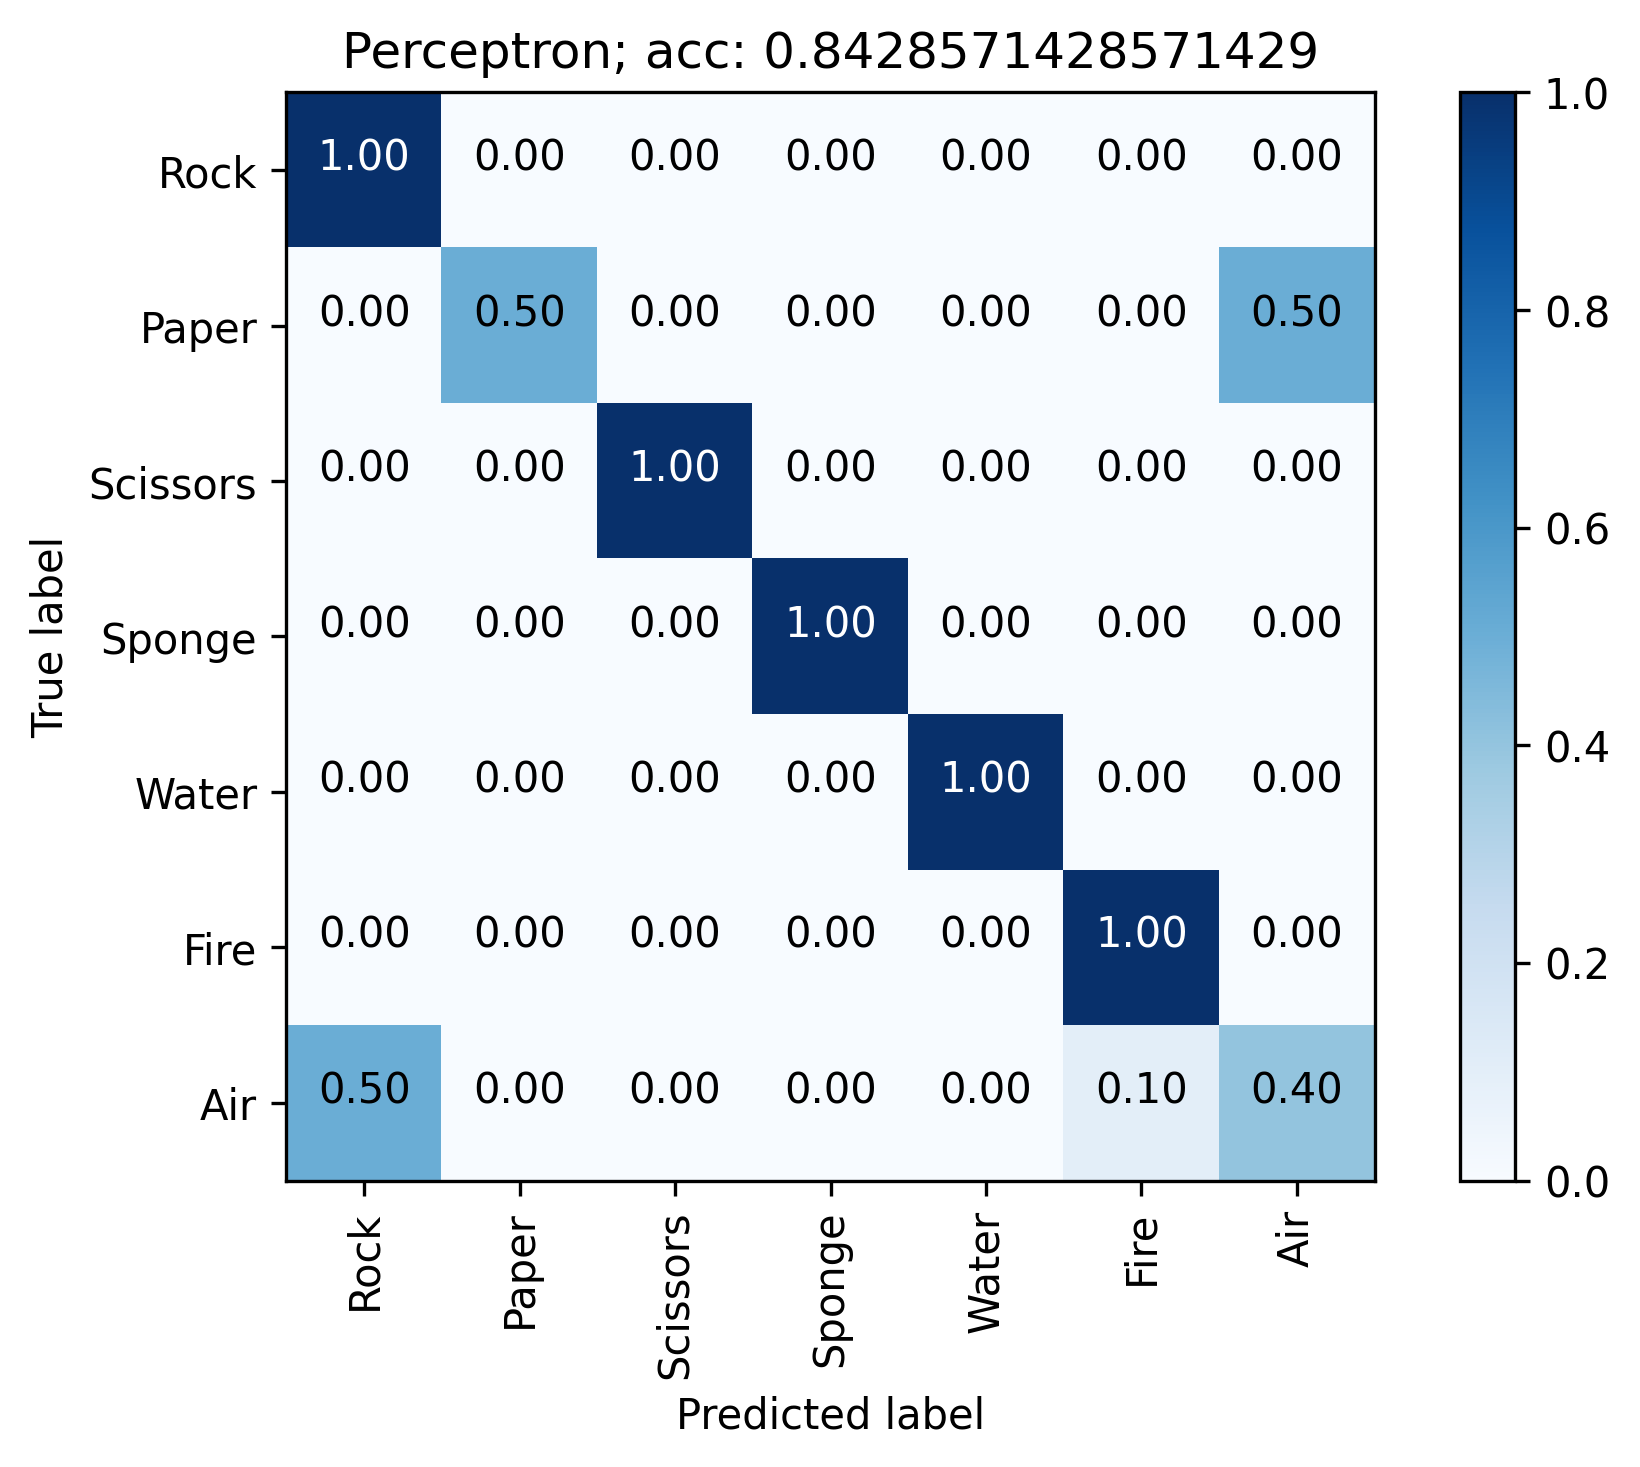 Perceptron; acc: 0.8428571428571429
True label
Rock 1.00 0.00 0.00 0.00 0.00 0.00 0.00
Paper 0.00 0.50 0.00 0.00 0.00 0.00 0.50
Scissors 0.00 0.00 1.00 0.00 0.00 0.00 0.00
Sponge 0.00 0.00 0.00 1.00 0.00 0.00 0.00
Water 0.00 0.00 0.00 0.00 1.00 0.00 0.00
Fire 0.00 0.00 0.00 0.00 0.00 1.00 0.00
Air 0.50 0.00 0.00 0.00 0.00 0.10 0.40
Rock Paper Scissors Sponge Water Fire Air
Predicted label
1.0
0.8
0.6
0.4
0.2
0.0